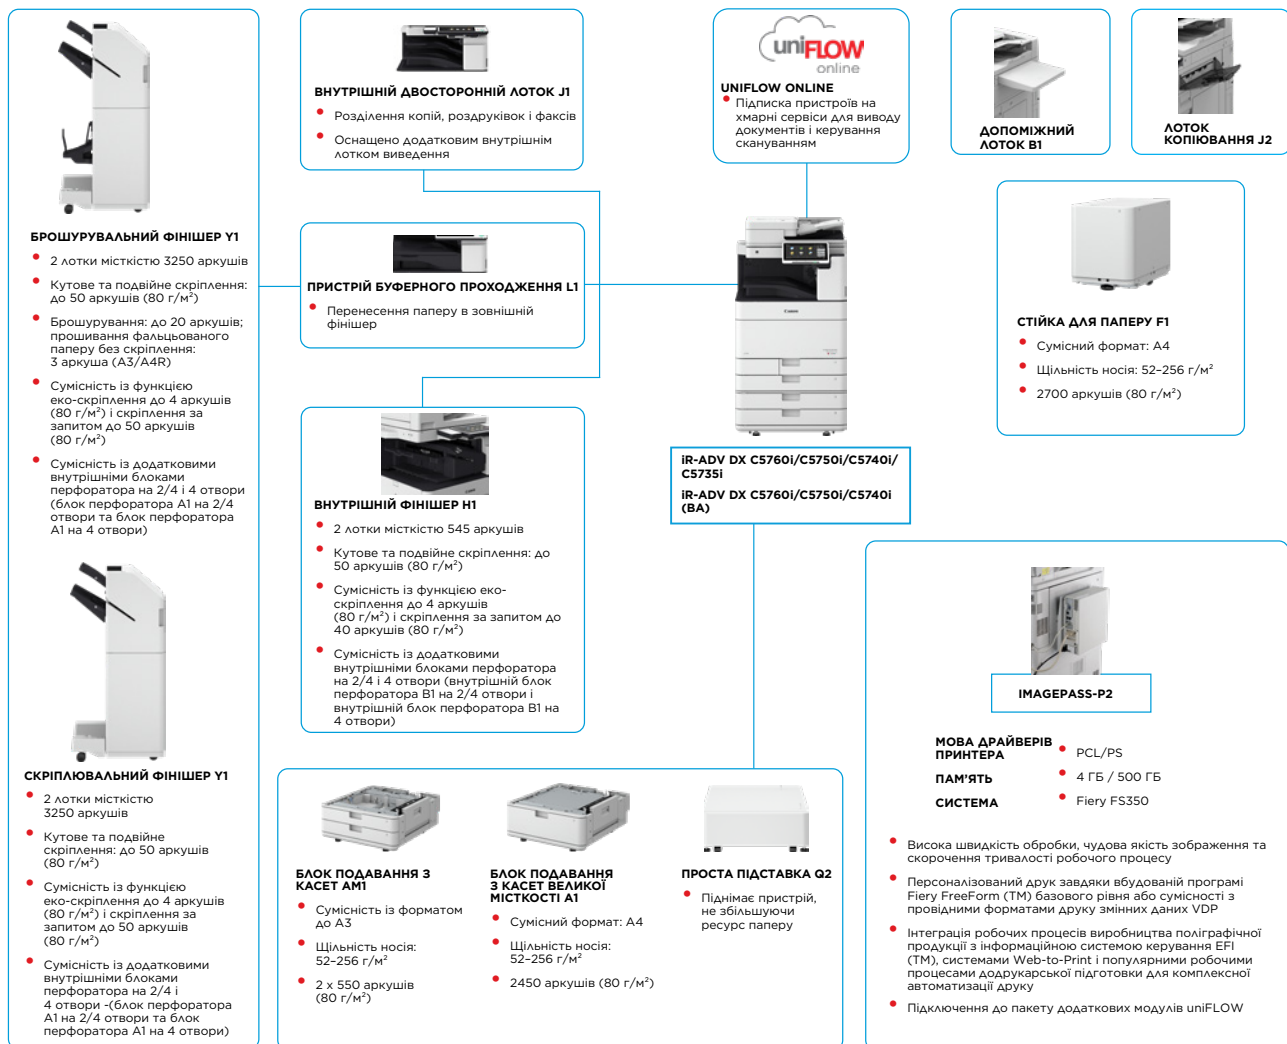 БРОШУРУВАЛЬНИЙ ФІНІШЕР Y1
2 лотки місткістю 3250 аркушів
Кутове та подвійне скріплення:
до 50 аркушів (80 г/м²)
Брошурування: до 20 аркушів;
прошивання фальцьованого
паперу без скріплення:
3 аркуша (A3/A4R)
Сумісність із функцією
еко-скріплення до 4 аркушів
(80 г/м²) і скріплення за
запитом до 50 аркушів
(80 г/м²)
Сумісність із додатковими
внутрішніми блоками
перфоратора на 2/4 і 4 отвори
(блок перфоратора A1 на 2/4
отвори та блок перфоратора
A1 на 4 отвори)
СКРІПЛЮВАЛЬНИЙ ФІНІШЕР Y1
2 лотки місткістю
3250 аркушів
Кутове та подвійне
скріплення: до 50 аркушів
(80 г/м²)
Сумісність із функцією
еко-скріплення до 4 аркушів
(80 г/м²) і скріплення за
запитом до 50 аркушів
(80 г/м²)
Сумісність із додатковими
внутрішніми блоками
перфоратора на 2/4 і
4 отвори -(блок перфоратора
A1 на 2/4 отвори та блок
перфоратора A1 на 4 отвори)
ВНУТРІШНІЙ ДВОСТОРОННІЙ ЛОТОК J1
Розділення копій, роздруківок і факсів
Оснащено додатковим внутрішнім
лотком виведення
ПРИСТРІЙ БУФЕРНОГО ПРОХОДЖЕННЯ L1
Перенесення паперу в зовнішній
фінішер
ВНУТРІШНІЙ ФІНІШЕР H1
2 лотки місткістю 545 аркушів
Кутове та подвійне скріплення: до
50 аркушів (80 г/м²)
Сумісність із функцією еко-
скріплення до 4 аркушів
(80 г/м²) і скріплення за запитом до
40 аркушів (80 г/м²)
Сумісність із додатковими
внутрішніми блоками перфоратора
на 2/4 і 4 отвори (внутрішній блок
перфоратора B1 на 2/4 отвори і
внутрішній блок перфоратора B1 на
4 отвори)
uniFLOW
online
UNIFLOW ONLINE
Підписка пристроїв на
хмарні сервіси для виводу
документів і керування
скануванням
Canon
iR-ADV DX C5760i/C5750i/C5740i/
C5735i
iR-ADV DX C5760i/C5750i/C5740i
(BA)
ДОПОМІЖНИЙ
ЛОТОК B1
ЛОТОК
КОПІЮВАННЯ J2
СТІЙКА ДЛЯ ПАПЕРУ F1
Сумісний формат: A4
Щільність носія: 52–256 г/м²
2700 аркушів (80 г/м²)
БЛОК ПОДАВАННЯ З
КАСЕТ AM1
Сумісність із форматом
до A3
Щільність носія:
52–256 г/м²
2 x 550 аркушів
(80 г/м²)
БЛОК ПОДАВАННЯ
З КАСЕТ ВЕЛИКОЇ
МІСТКОСТІ A1
Сумісний формат: A4
Щільність носія:
52–256 г/м²
2450 аркушів (80 г/м²)
ПРОСТА ПІДСТАВКА Q2
Піднімає пристрій,
не збільшуючи
ресурс паперу
IMAGEPASS-P2
МОВА ДРАЙВЕРІВ
ПРИНТЕРА
PCL/PS
ПАМ'ЯТЬ
4 ГБ / 500 ГБ
СИСТЕМА
Fiery FS350
Висока швидкість обробки, чудова якість зображення та
скорочення тривалості робочого процесу
Персоналізований друк завдяки вбудованій програмі
Fiery FreeForm (TM) базового рівня або сумісності з
провідними форматами друку змінних даних VDP
Інтеграція робочих процесів виробництва поліграфічної
продукції з інформаційною системою керування EFI
(TM), системами Web-to-Print і популярними робочими
процесами додрукарської підготовки для комплексної
автоматизації друку
Підключення до пакету додаткових модулів uniFLOW